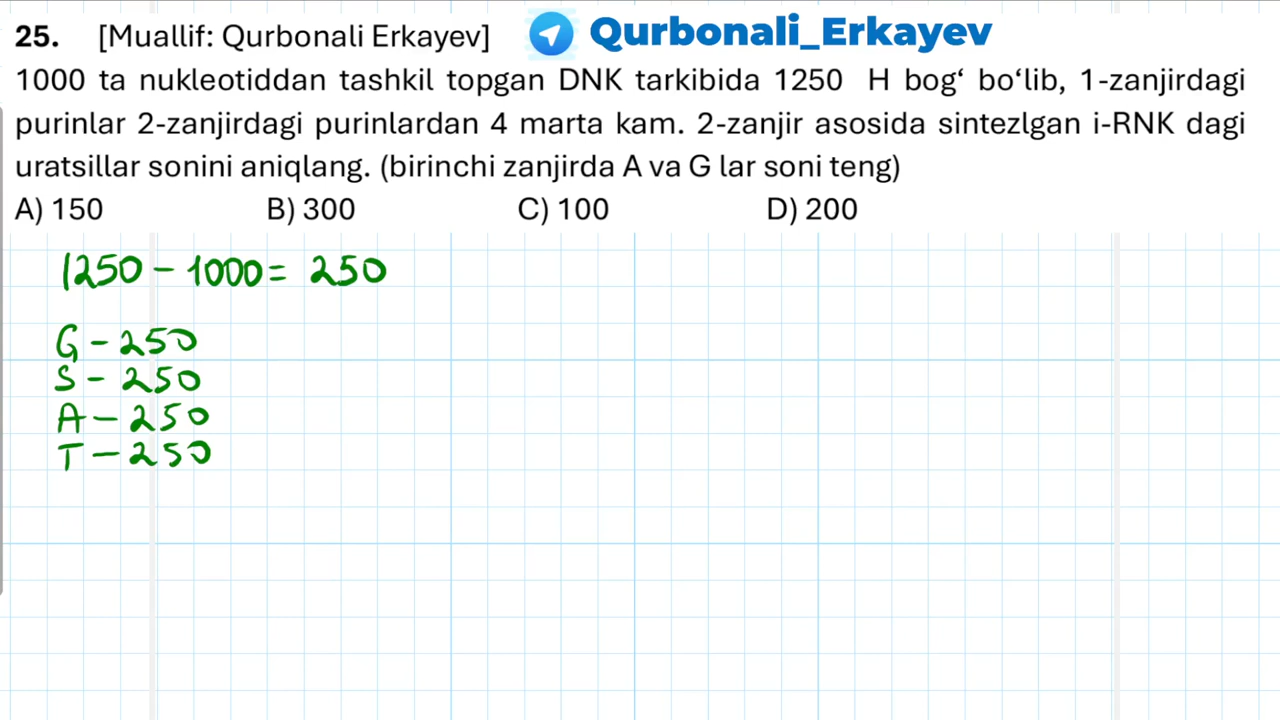 25. [Muallif: Qurbonali Erkayev] Qurbonali_Erkayev
1000 ta nukleotiddan tashkil topgan DNK tarkibida 1250 H bog‘ bo‘lib, 1-zanjirdagi
purinlar 2-zanjirdagi purinlardan 4 marta kam. 2-zanjir asosida sintezlgan i-RNK dagi
uratsillar sonini aniqlang. (birinchi zanjirda A va G lar soni teng)
A) 150 B) 300 C) 100 D) 200
1250 - 1000 = 250
G - 250
S - 250
A - 250
T - 250